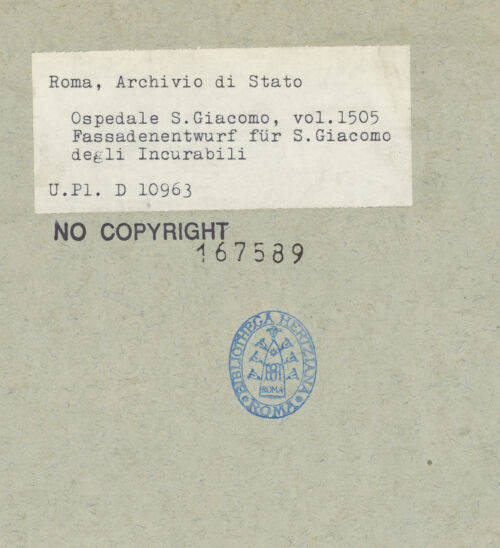 Roma, Archivio di Stato
Ospedale S.Giacomo, vol.1505
Fassadenentwurf für S.Giacomo
degli Incurabili
U.Pl. D 10963
NO COPYRIGHT
167589
BIBLIOTHECA HERTZIANA
BH
ROMA
ROMA